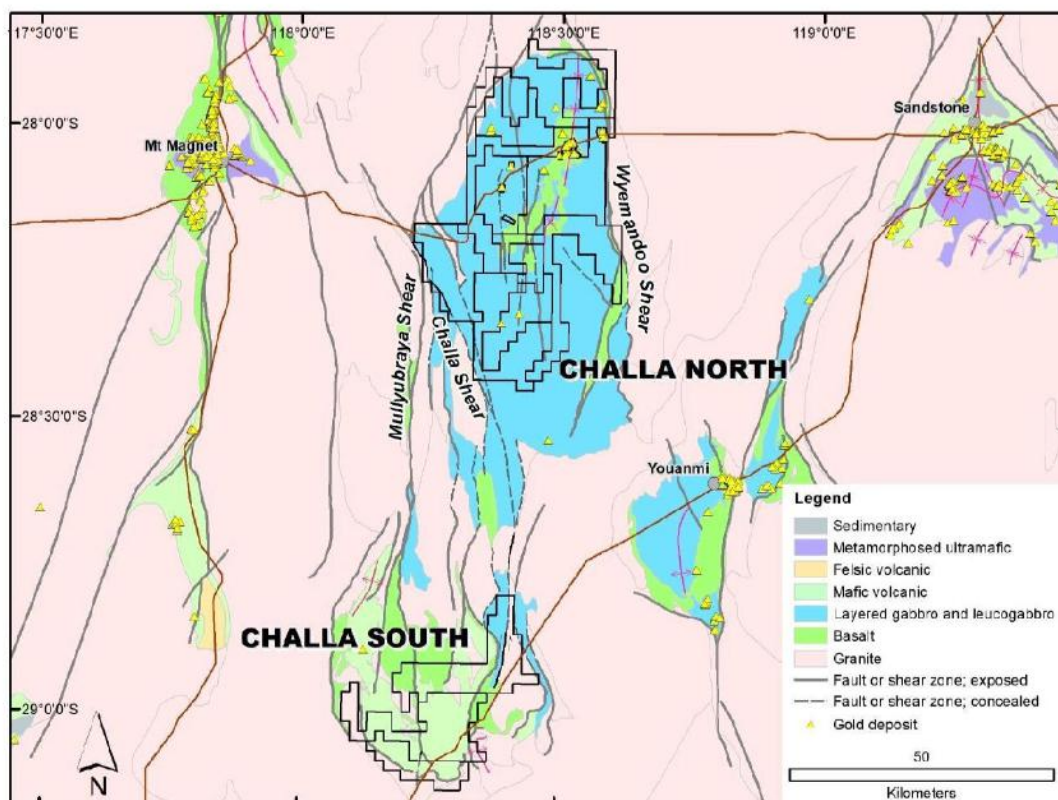 17°30'0"E
118°0'0"E
118°30'0"E
119°0'0"E
28°0'0"S
Mt Magnet
Sandstone
Wyemandoo Shear
Mullyubraya Shear
Challa Shear
CHALLA NORTH
28°30'0"S
Youanmi
CHALLA SOUTH
29°0'0"S
N
Legend
Sedimentary
Metamorphosed ultramafic
Felsic volcanic
Mafic volcanic
Layered gabbro and leucogabbro
Basalt
Granite
Fault or shear zone; exposed
Fault or shear zone; concealed
Gold deposit
50
Kilometers